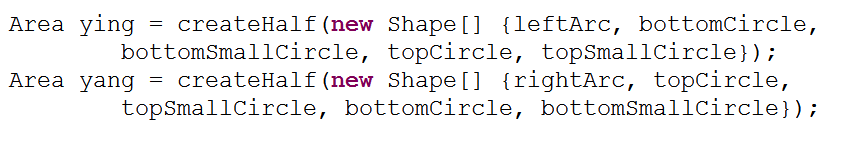 Area ying = createHalf(new Shape[] {leftArc, bottomCircle,
bottomSmallCircle, topCircle, topSmallCircle});
Area yang = createHalf(new Shape[] {rightArc, topCircle,
topSmallCircle, bottomCircle, bottomSmallCircle});